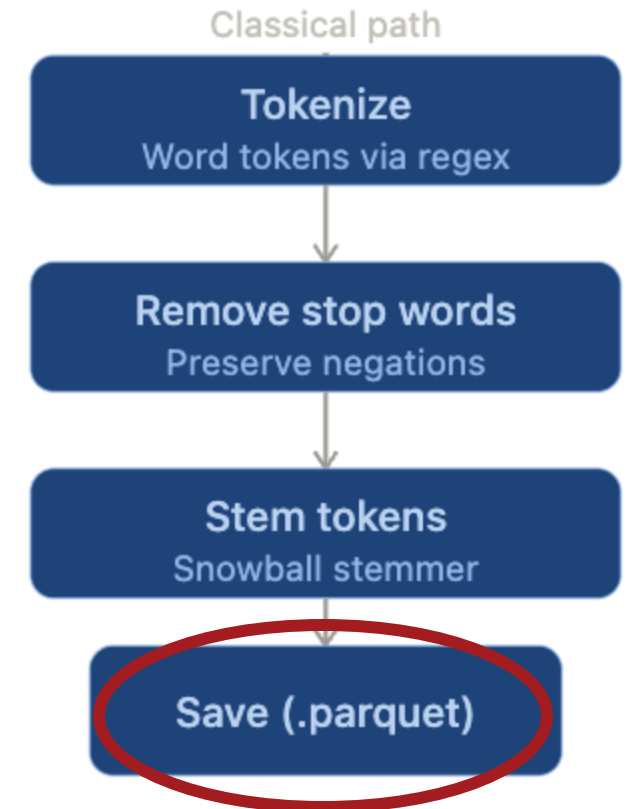 Classical path
Tokenize
Word tokens via regex
Remove stop words
Preserve negations
Stem tokens
Snowball stemmer
Save (.parquet)